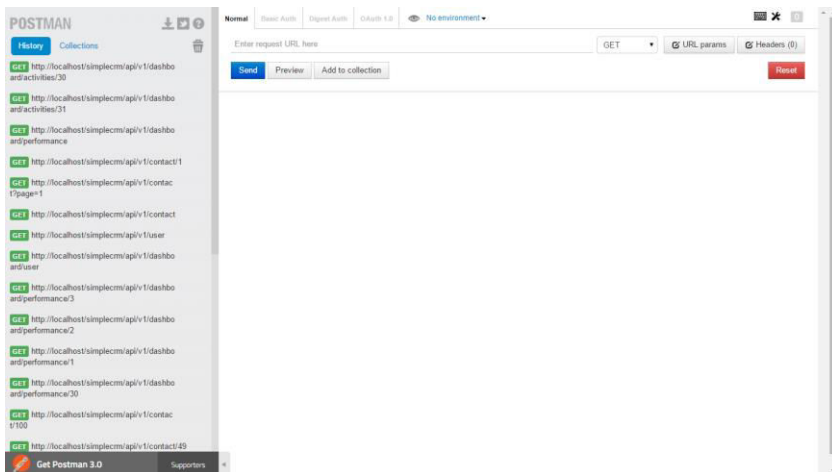 POSTMAN
History Collections
GET http://localhost/simplecrm/api/v1/dashbo
ard/activities/30
GET http://localhost/simplecrm/api/v1/dashbo
ard/activities/31
GET http://localhost/simplecrm/api/v1/dashbo
ard/performance
GET http://localhost/simplecrm/api/v1/contact/1
GET http://localhost/simplecrm/api/v1/contac
t?page=1
GET http://localhost/simplecrm/api/v1/contact
GET http://localhost/simplecrm/api/v1/user
GET http://localhost/simplecrm/api/v1/dashbo
ard/user
GET http://localhost/simplecrm/api/v1/dashbo
ard/performance/3
GET http://localhost/simplecrm/api/v1/dashbo
ard/performance/2
GET http://localhost/simplecrm/api/v1/dashbo
ard/performance/1
GET http://localhost/simplecrm/api/v1/dashbo
ard/performance/30
GET http://localhost/simplecrm/api/v1/contac
t/100
GET http://localhost/simplecrm/api/v1/contact/49
Get Postman 3.0 Supporters
Normal Basic Auth Digest Auth OAuth 1.0 No environment
Enter request URL here GET URL params Headers (0)
Send Preview Add to collection Reset